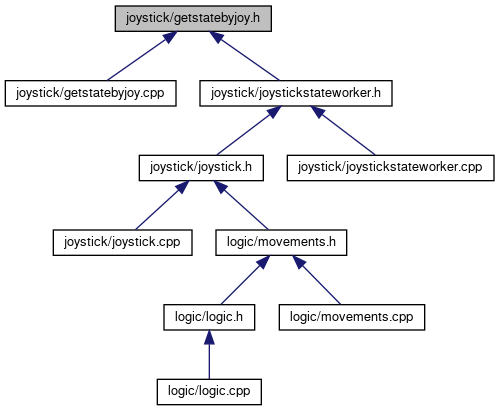 joystick/getstatebyjoy.h
joystick/getstatebyjoy.cpp
joystick/joystickstateworker.h
joystick/joystick.h
joystick/joystickstateworker.cpp
joystick/joystick.cpp
logic/movements.h
logic/logic.h
logic/movements.cpp
logic/logic.cpp